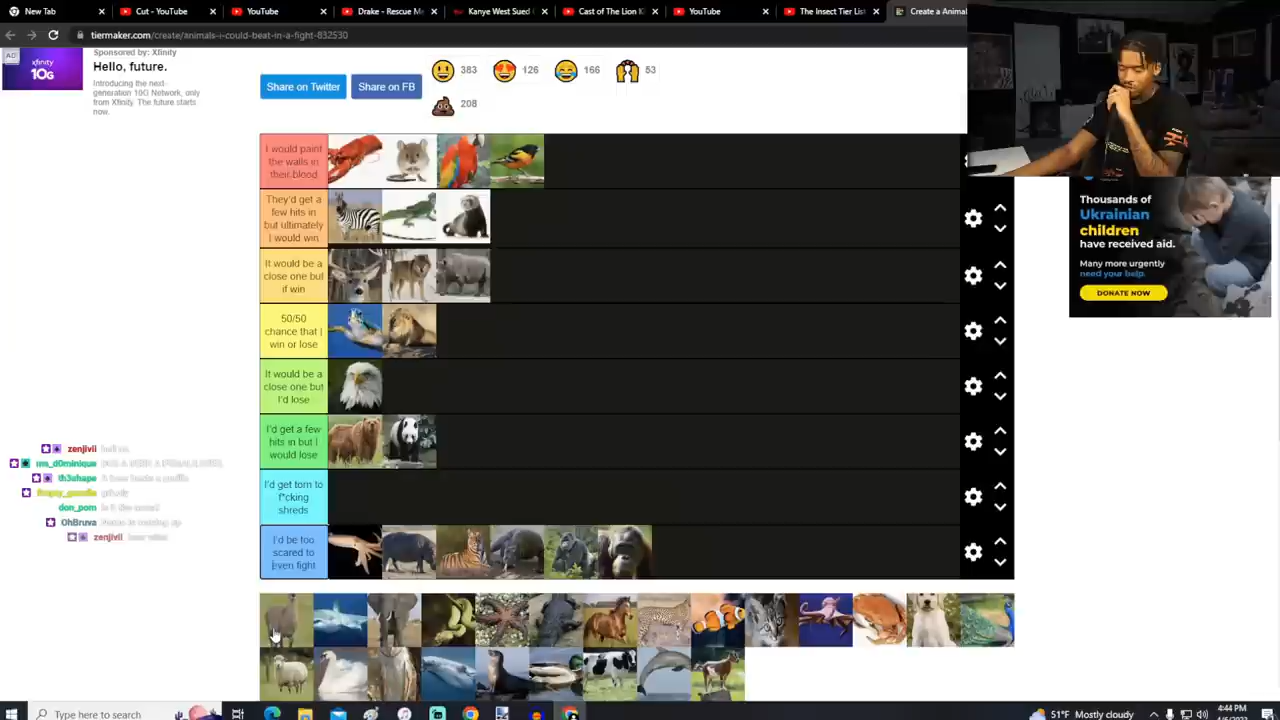 New Tab
Cut - YouTube
YouTube
Drake - Rescue Me
Kanye West Sued
Cast of The Lion K
YouTube
The Insect Tier List
Create a Animal
tiermaker.com/create/animals-i-could-beat-in-a-fight-832530
AD
xfinity
10G
Sponsored by: Xfinity
Hello, future.
Introducing the next-
generation 10G Network, only
from Xfinity. The future starts
now.
Share on Twitter
Share on FB
383
126
166
53
208
I would paint
the walls in
their blood
They'd get a
few hits in
but ultimately
I would win
It would be a
close one but
if win
50/50
chance that I
win or lose
It would be a
close one but
I'd lose
I'd get a few
hits in but I
would lose
I'd get torn to
f*cking
shreds
I'd be too
scared to
even fight
Thousands of
Ukrainian
children
have received aid.
Many more urgently
need your help.
DONATE NOW
zenjivii
th3shape
don_pom
OhBruva
zenjivii
Type here to search
51°F Mostly cloudy
4:44 PM